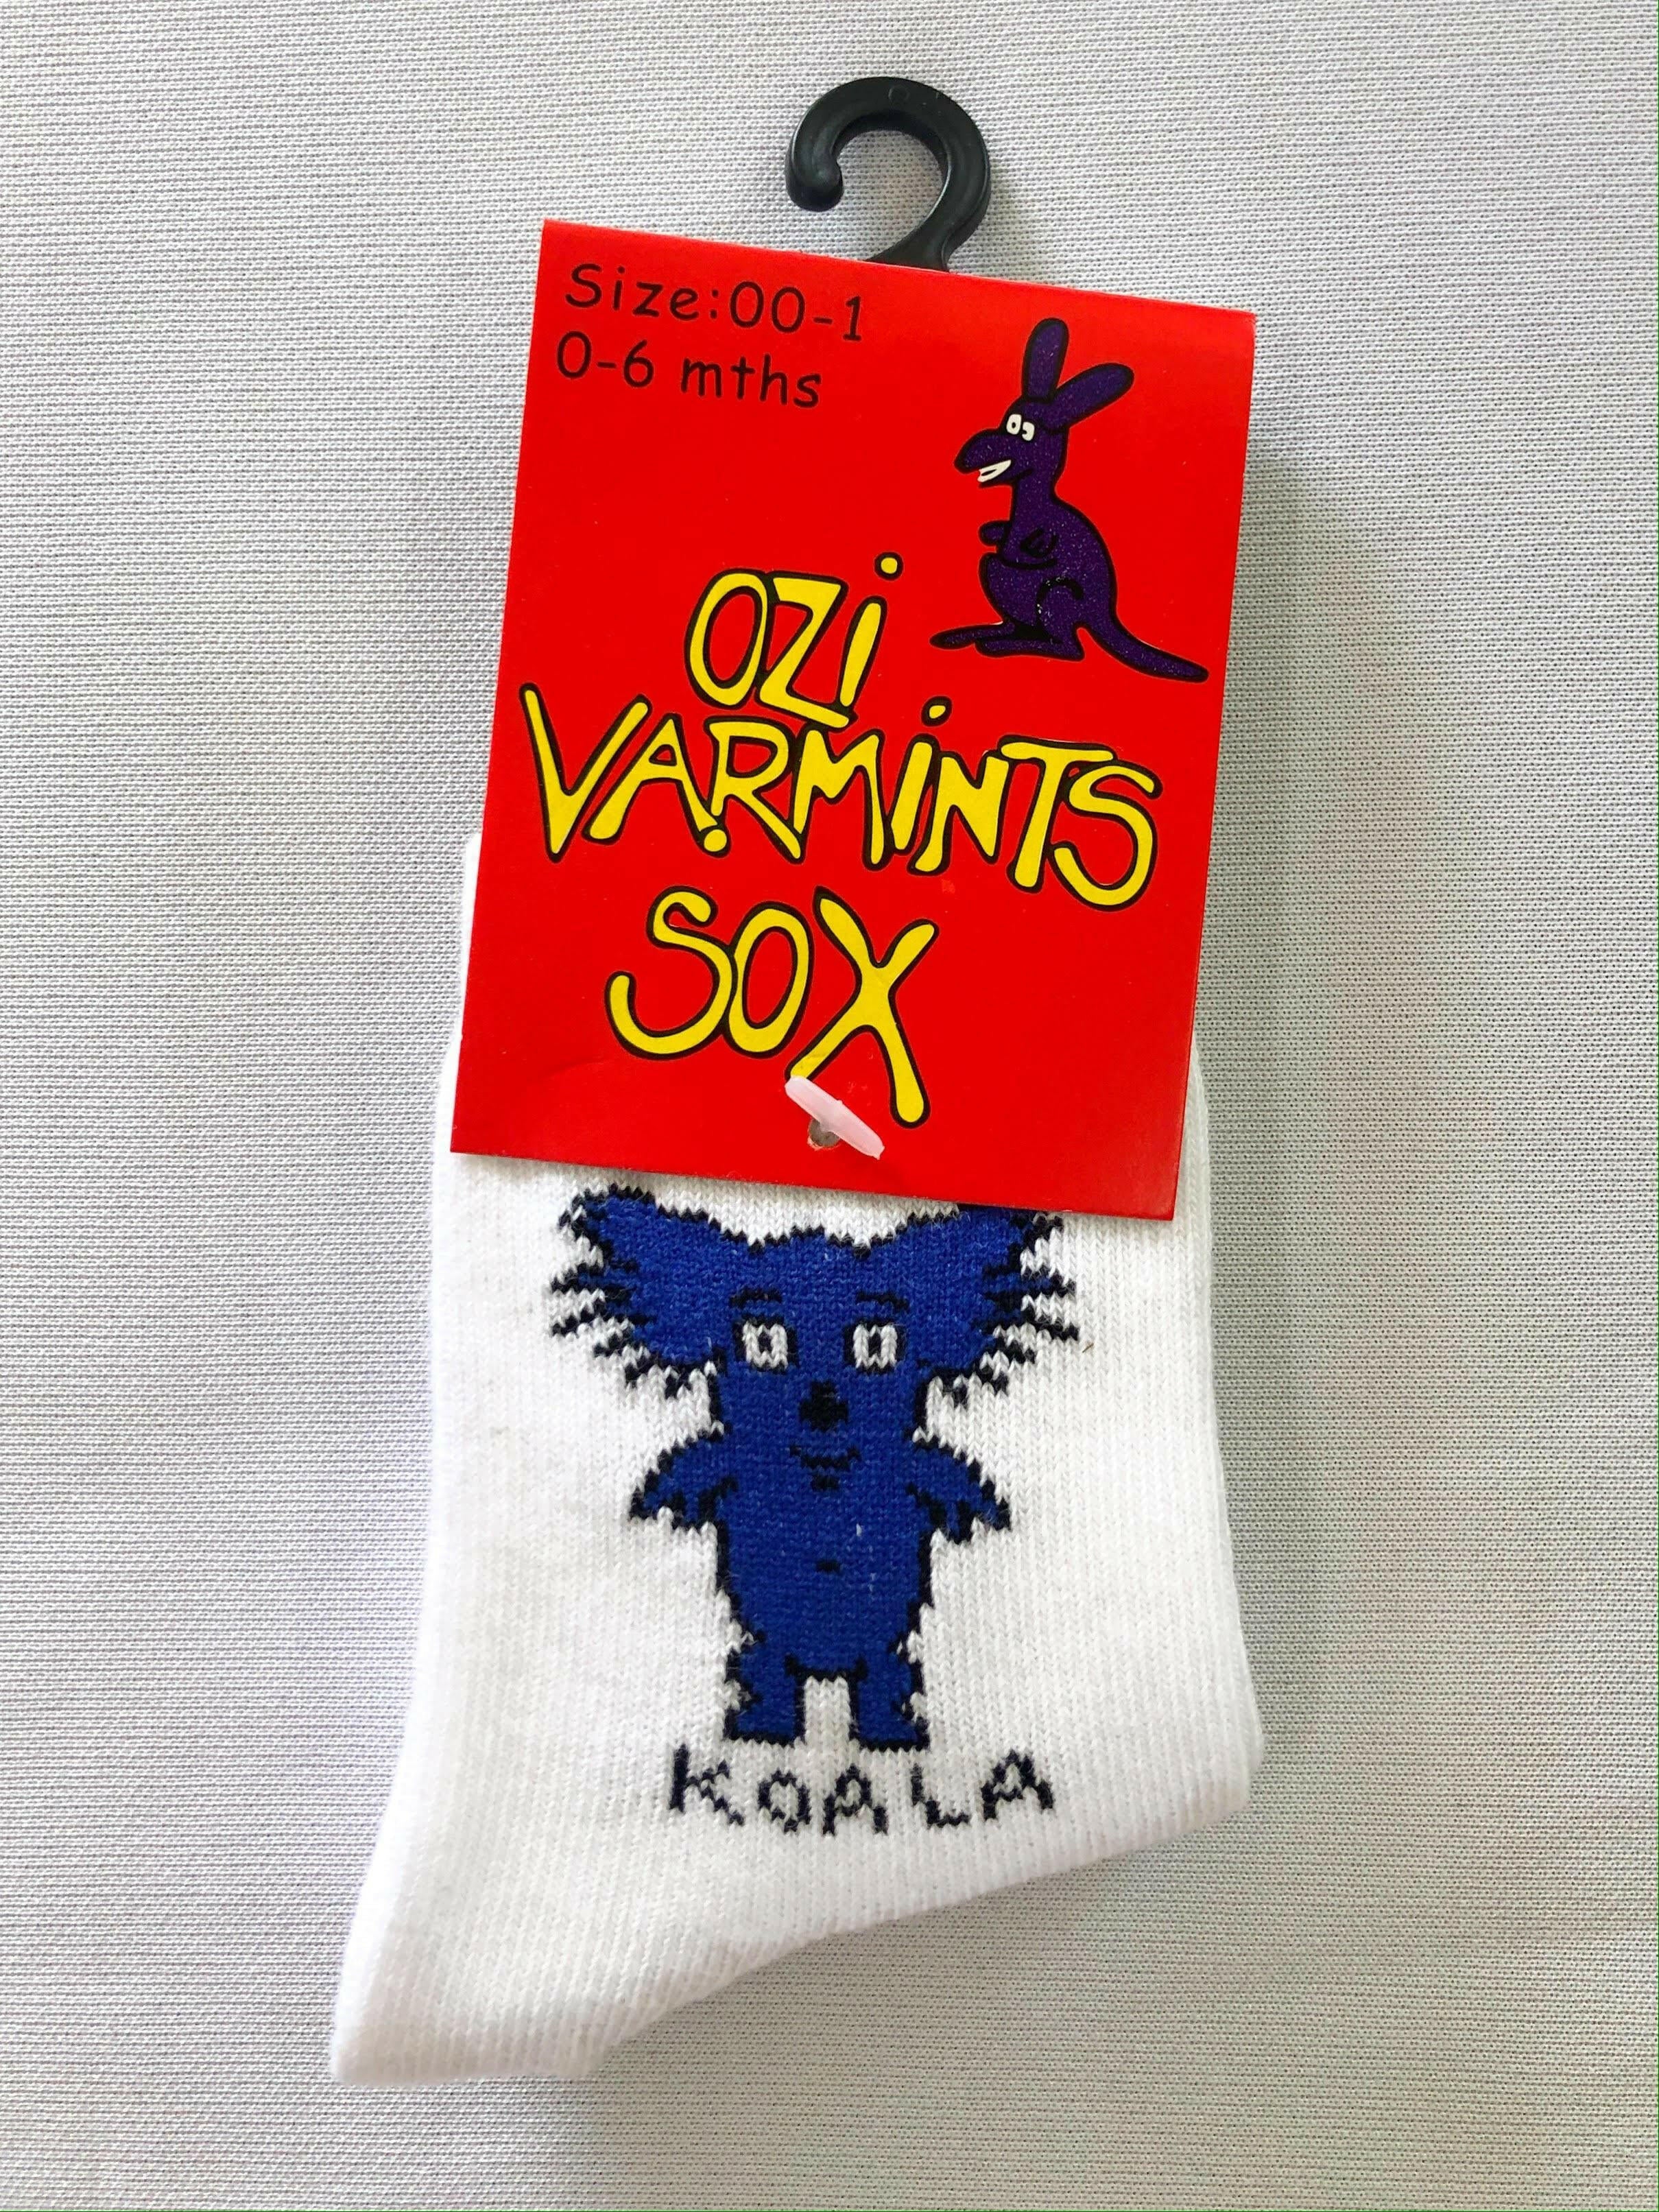 Size:00-1
0-6 mths
OZi
VARMiNTS
SOX
KOALA